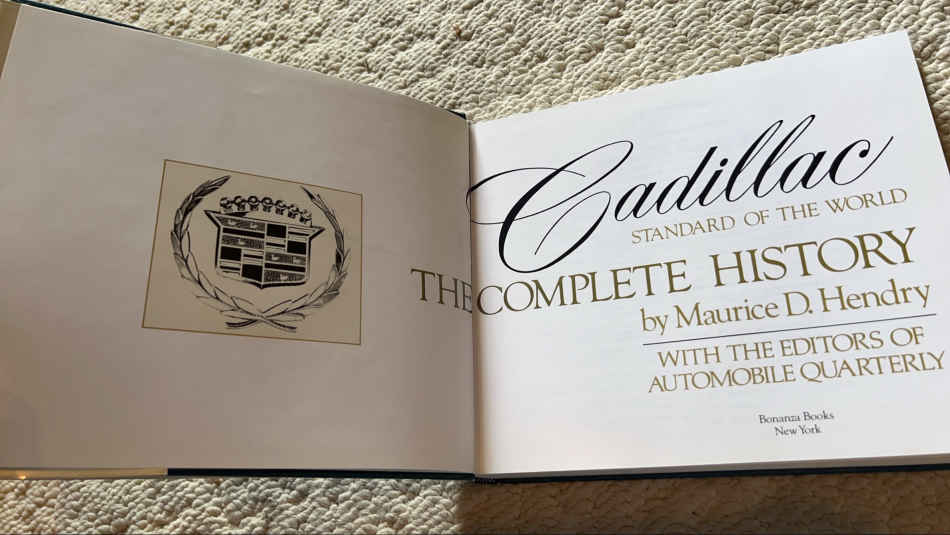 Cadillac
STANDARD OF THE WORLD
THE COMPLETE HISTORY
by Maurice D. Hendry
WITH THE EDITORS OF
AUTOMOBILE QUARTERLY
Bonanza Books
New York